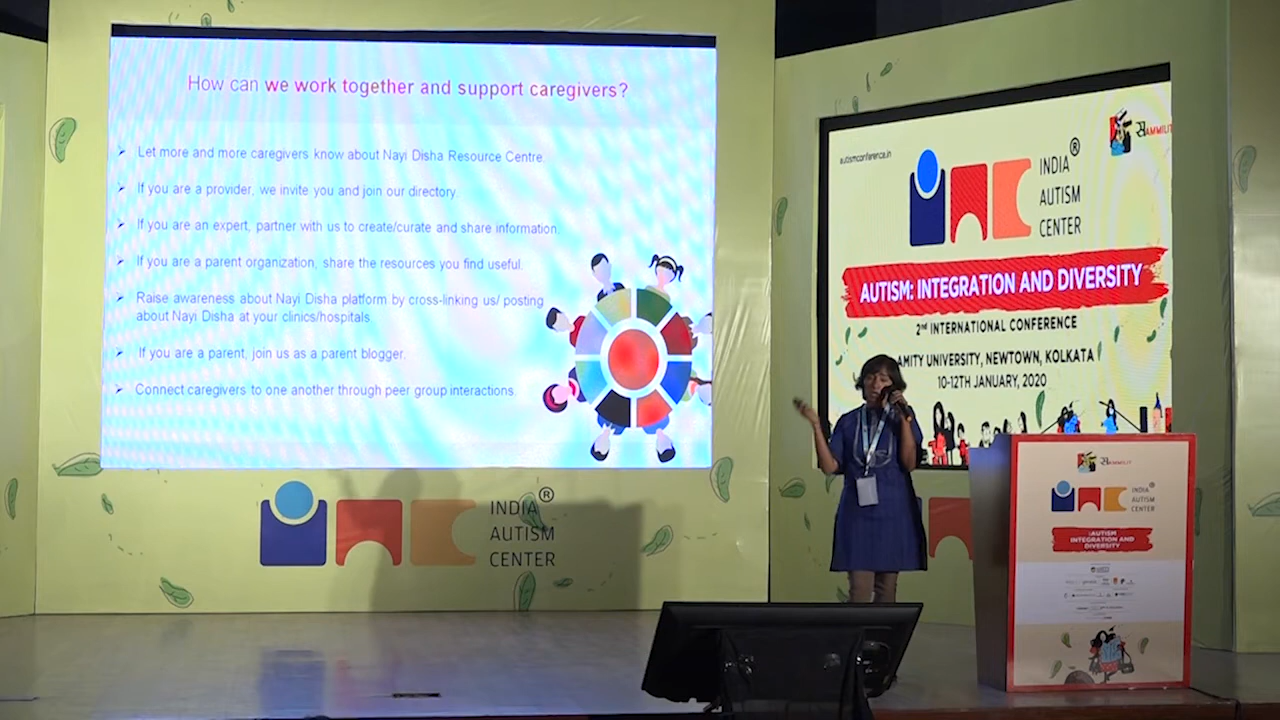 How can we work together and support caregivers?
Let more and more caregivers know about Nayi Disha Resource Centre.
If you are a provider, we invite you and join our directory.
If you are an expert, partner with us to create/curate and share information.
If you are a parent organization, share the resources you find useful.
Raise awareness about Nayi Disha platform by cross-linking us/ posting
about Nayi Disha at your clinics/hospitals.
If you are a parent, join us as a parent blogger.
Connect caregivers to one another through peer group interactions.
INDIA ®
AUTISM
CENTER
autismconference.in
INDIA ®
AUTISM
CENTER
AUTISM: INTEGRATION AND DIVERSITY
2nd INTERNATIONAL CONFERENCE
AMITY UNIVERSITY, NEWTOWN, KOLKATA
10-12TH JANUARY, 2020
INDIA ®
AUTISM
CENTER
AUTISM
INTEGRATION AND
DIVERSITY